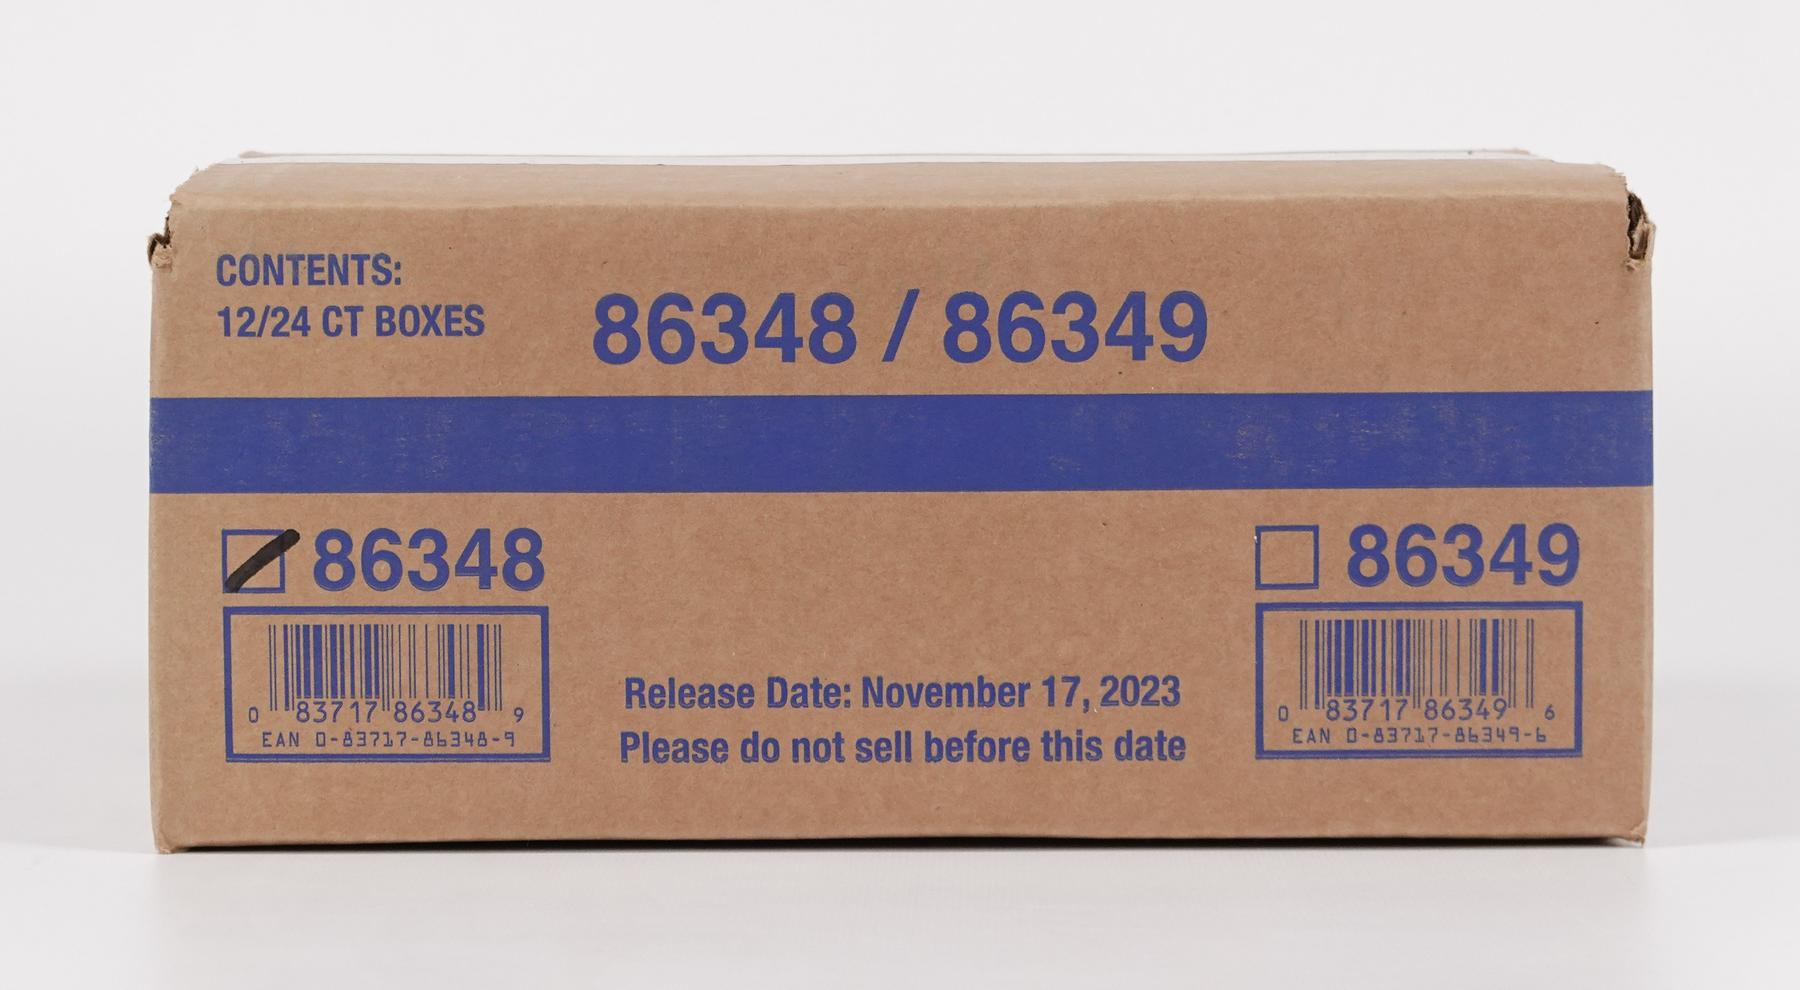 CONTENTS:
12/24 CT BOXES
86348 / 86349
86348
0 83717 86348 9
EAN 0-83717-86348-9
Release Date: November 17, 2023
Please do not sell before this date
86349
0 83717 86349 6
EAN 0-83717-86349-6